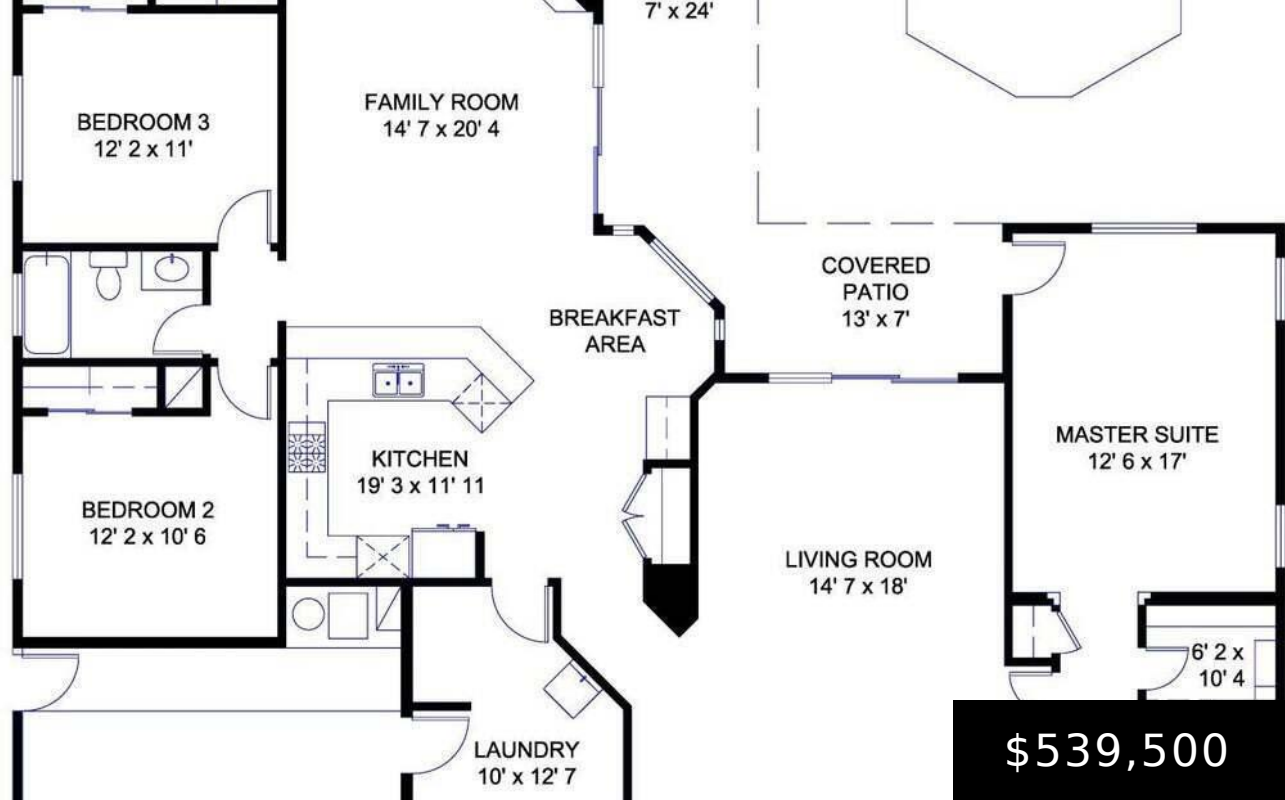 7' x 24'
FAMILY ROOM
14' 7 x 20' 4
BEDROOM 3
12' 2 x 11'
COVERED
PATIO
13' x 7'
BREAKFAST
AREA
MASTER SUITE
12' 6 x 17'
KITCHEN
19' 3 x 11' 11
BEDROOM 2
12' 2 x 10' 6
LIVING ROOM
14' 7 x 18'
6' 2 x
10' 4
LAUNDRY
10' x 12' 7
$539,500